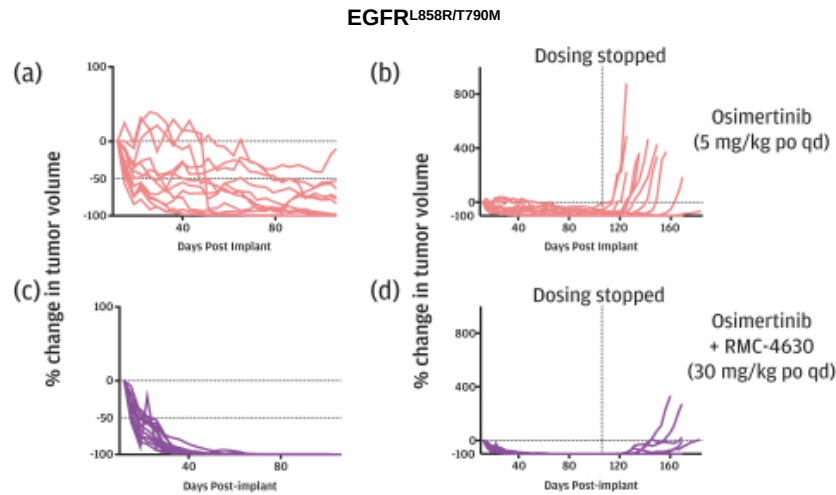 EGFRL858R/T790M
(a)
100
0
-50
-100
40
80
Days Post Implant
(b)
Dosing stopped
800
400
0
-100
40
80
120
160
Days Post Implant
Osimertinib
(5 mg/kg po qd)
% change in tumor volume
% change in tumor volume
(c)
100
0
-50
-100
40
80
Days Post-implant
(d)
Dosing stopped
800
400
0
-100
40
80
120
160
Days Post-implant
Osimertinib
+ RMC-4630
(30 mg/kg po qd)